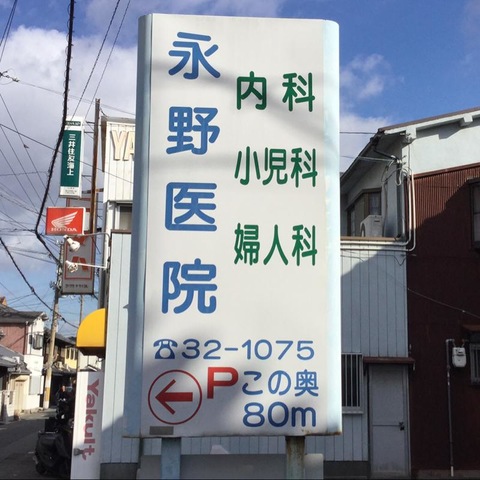 永野医院
内科
小児科
婦人科
☎32-1075
←Pこの奥
80m
三井住友海上
HONDA
YA
Yakult